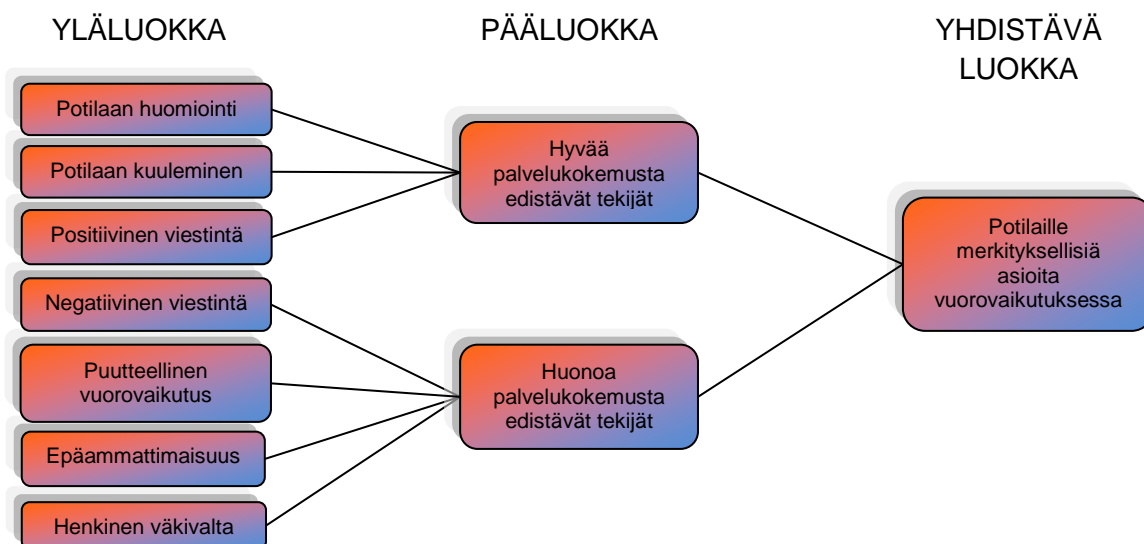 YLÄLUOKKA
PÄÄLUOKKA
YHDISTÄVÄ
LUOKKA
Potilaan huomiointi
Potilaan kuuleminen
Positiivinen viestintä
Negatiivinen viestintä
Puutteellinen
vuorovaikutus
Epäammattimaisuus
Henkinen väkivalta
Hyvää
palvelukokemusta
edistävät tekijät
Huonoa
palvelukokemusta
edistävät tekijät
Potilaille
merkityksellisiä
asioita
vuorovaikutuksessa